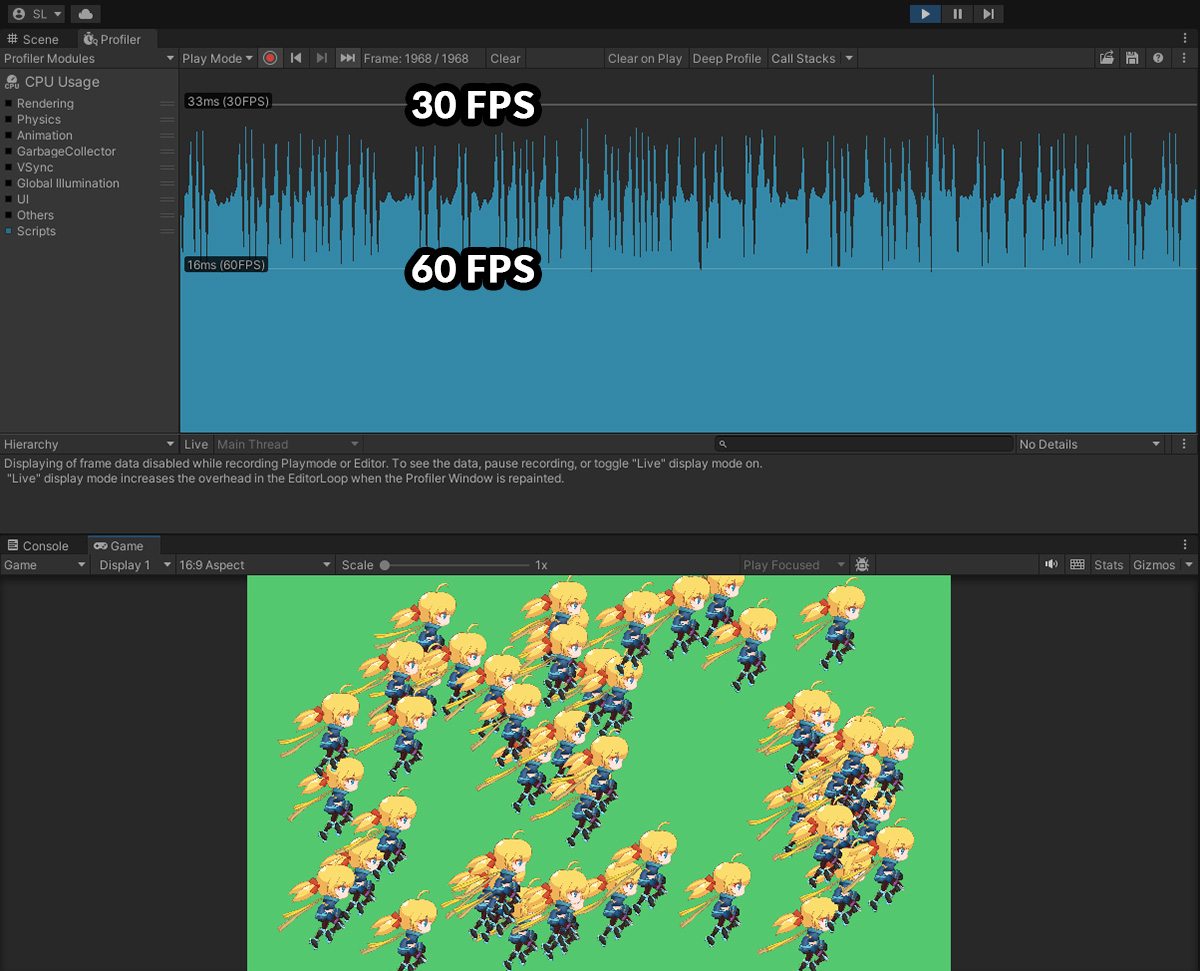 SL
Scene Profiler
Profiler Modules Play Mode Frame: 1968 / 1968 Clear Clear on Play Deep Profile Call Stacks
CPU CPU Usage
33ms (30FPS) 30 FPS
Rendering
Physics
Animation
GarbageCollector
VSync
Global Illumination
UI
Others
Scripts
16ms (60FPS) 60 FPS
Hierarchy Live Main Thread No Details
Displaying of frame data disabled while recording Playmode or Editor. To see the data, pause recording, or toggle "Live" display mode on.
"Live" display mode increases the overhead in the EditorLoop when the Profiler Window is repainted.
Console Game
Game Display 1 16:9 Aspect Scale 1x Play Focused Stats Gizmos